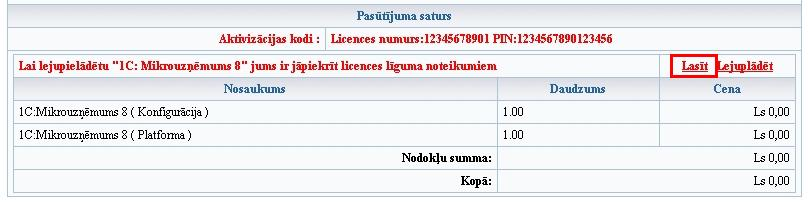 Pasūtījuma saturs
Aktivizācijas kodi : Licences numurs:12345678901 PIN:1234567890123456
Lai lejupielādētu "1C: Mikrouzņēmums 8" jums ir jāpiekrīt licences līguma noteikumiem Lasīt Lejuplādēt
Nosaukums Daudzums Cena
1C:Mikrouzņēmums 8 ( Konfigurācija ) 1.00 Ls 0,00
1C:Mikrouzņēmums 8 ( Platforma ) 1.00 Ls 0,00
Nodokļu summa: Ls 0,00
Kopā: Ls 0,00